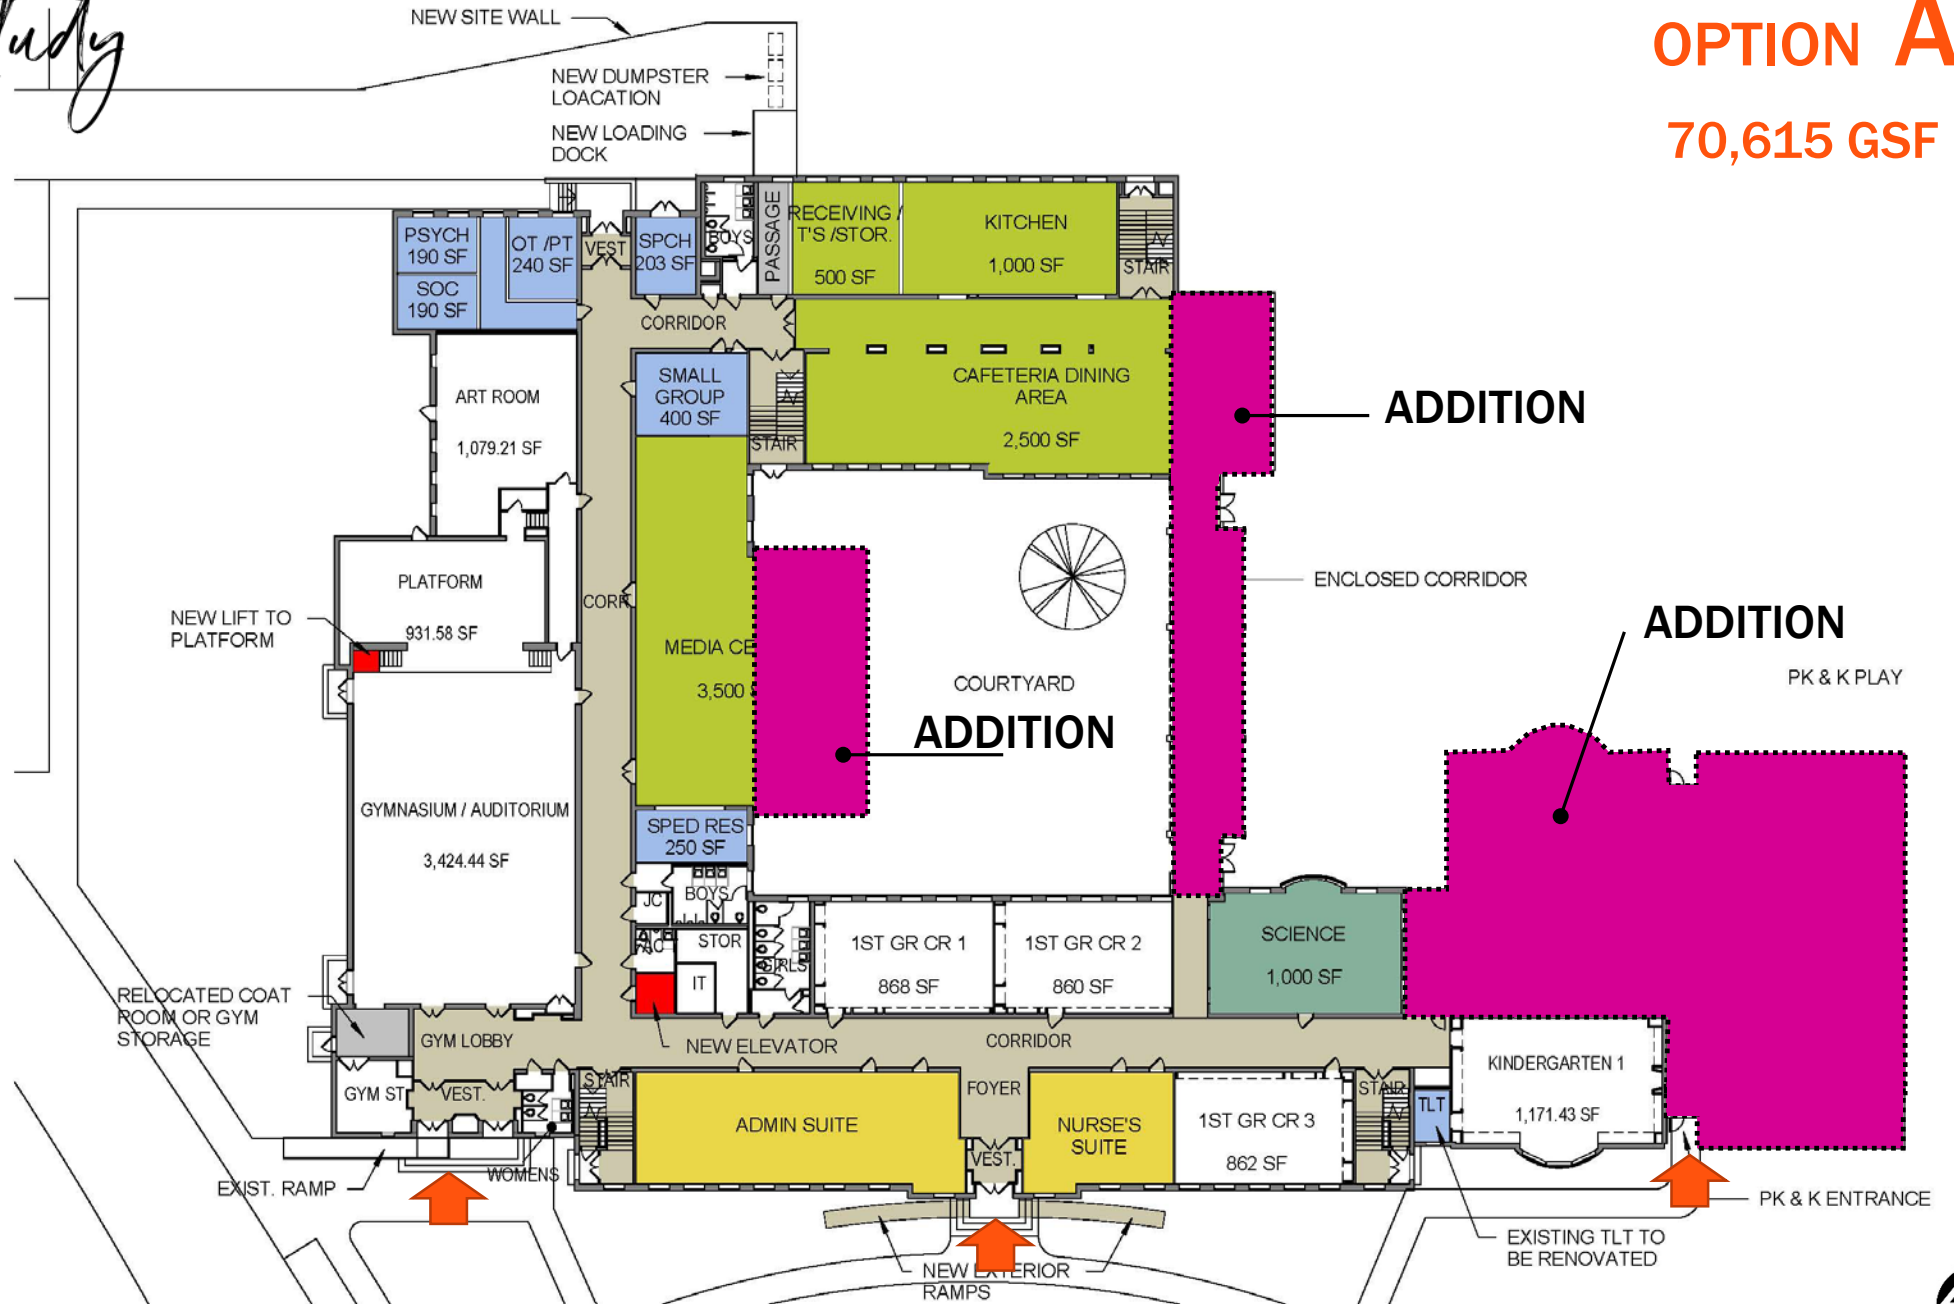 NEW SITE WALL
OPTION A
70,615 GSF
NEW DUMPSTER
LOACATION
NEW LOADING
DOCK
PSYCH
190 SF
SOC
190 SF
OT /PT
240 SF
VEST
SPCH
203 SF
BOYS
PASSAGE
RECEIVING /
T'S /STOR.
500 SF
KITCHEN
1,000 SF
STAIR
CORRIDOR
SMALL
GROUP
400 SF
STAIR
CAFETERIA DINING
AREA
2,500 SF
ADDITION
ART ROOM
1,079.21 SF
PLATFORM
931.58 SF
NEW LIFT TO
PLATFORM
CORR
MEDIA CE
3,500
COURTYARD
ADDITION
ENCLOSED CORRIDOR
ADDITION
PK & K PLAY
GYMNASIUM / AUDITORIUM
3,424.44 SF
SPED RES
250 SF
JC
BOYS
STOR
IT
GIRLS
1ST GR CR 1
868 SF
1ST GR CR 2
860 SF
SCIENCE
1,000 SF
RELOCATED COAT
ROOM OR GYM
STORAGE
GYM LOBBY
NEW ELEVATOR
CORRIDOR
KINDERGARTEN 1
1,171.43 SF
GYM ST
VEST.
STAIR
ADMIN SUITE
FOYER
VEST.
NURSE'S
SUITE
1ST GR CR 3
862 SF
STAIR
TLT
WOMENS
EXIST. RAMP
NEW EXTERIOR
RAMPS
EXISTING TLT TO
BE RENOVATED
PK & K ENTRANCE